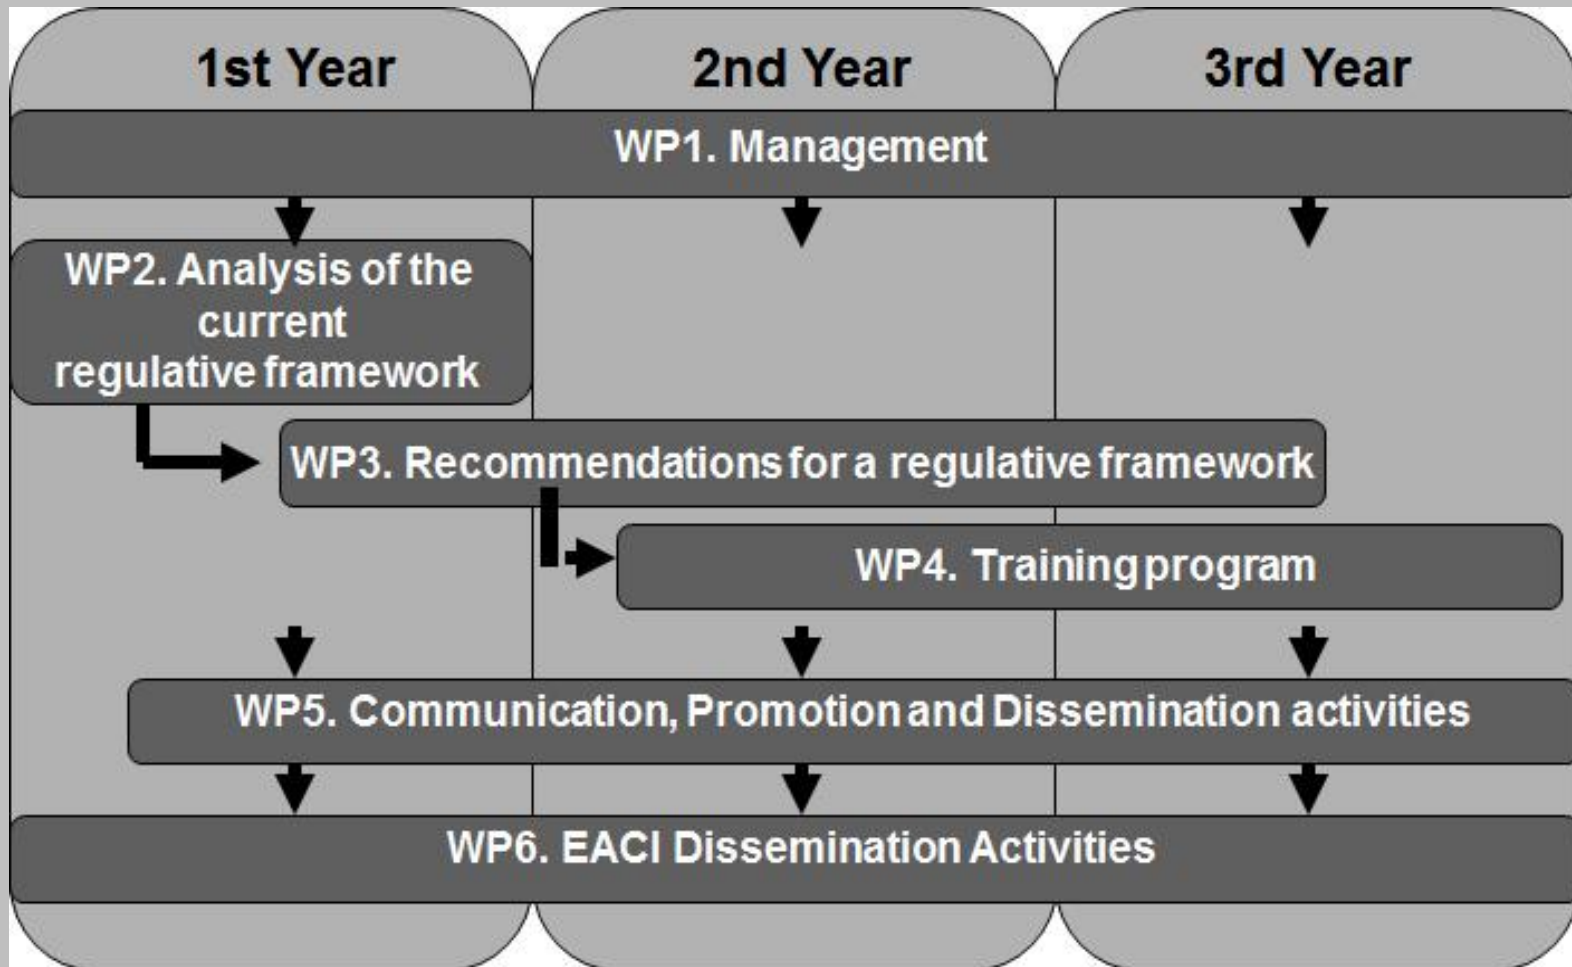 1st Year 2nd Year 3rd Year
WP1. Management
WP2. Analysis of the
current
regulative framework
WP3. Recommendations for a regulative framework
WP4. Training program
WP5. Communication, Promotion and Dissemination activities
WP6. EACI Dissemination Activities